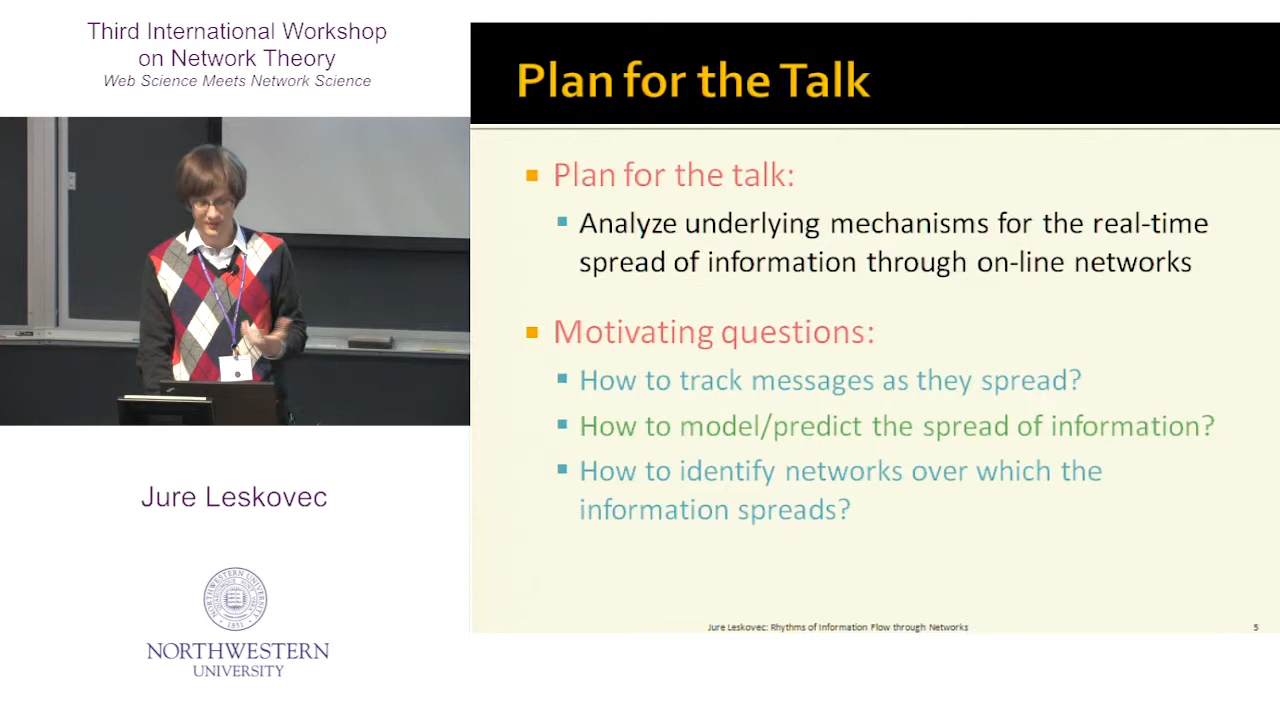 Third International Workshop
on Network Theory
Web Science Meets Network Science
Jure Leskovec
NORTHWESTERN
UNIVERSITY
Plan for the Talk
Plan for the talk:
Analyze underlying mechanisms for the real-time
spread of information through on-line networks
Motivating questions:
How to track messages as they spread?
How to model/predict the spread of information?
How to identify networks over which the
information spreads?
Jure Leskovec: Rhythms of Information Flow through Networks
5